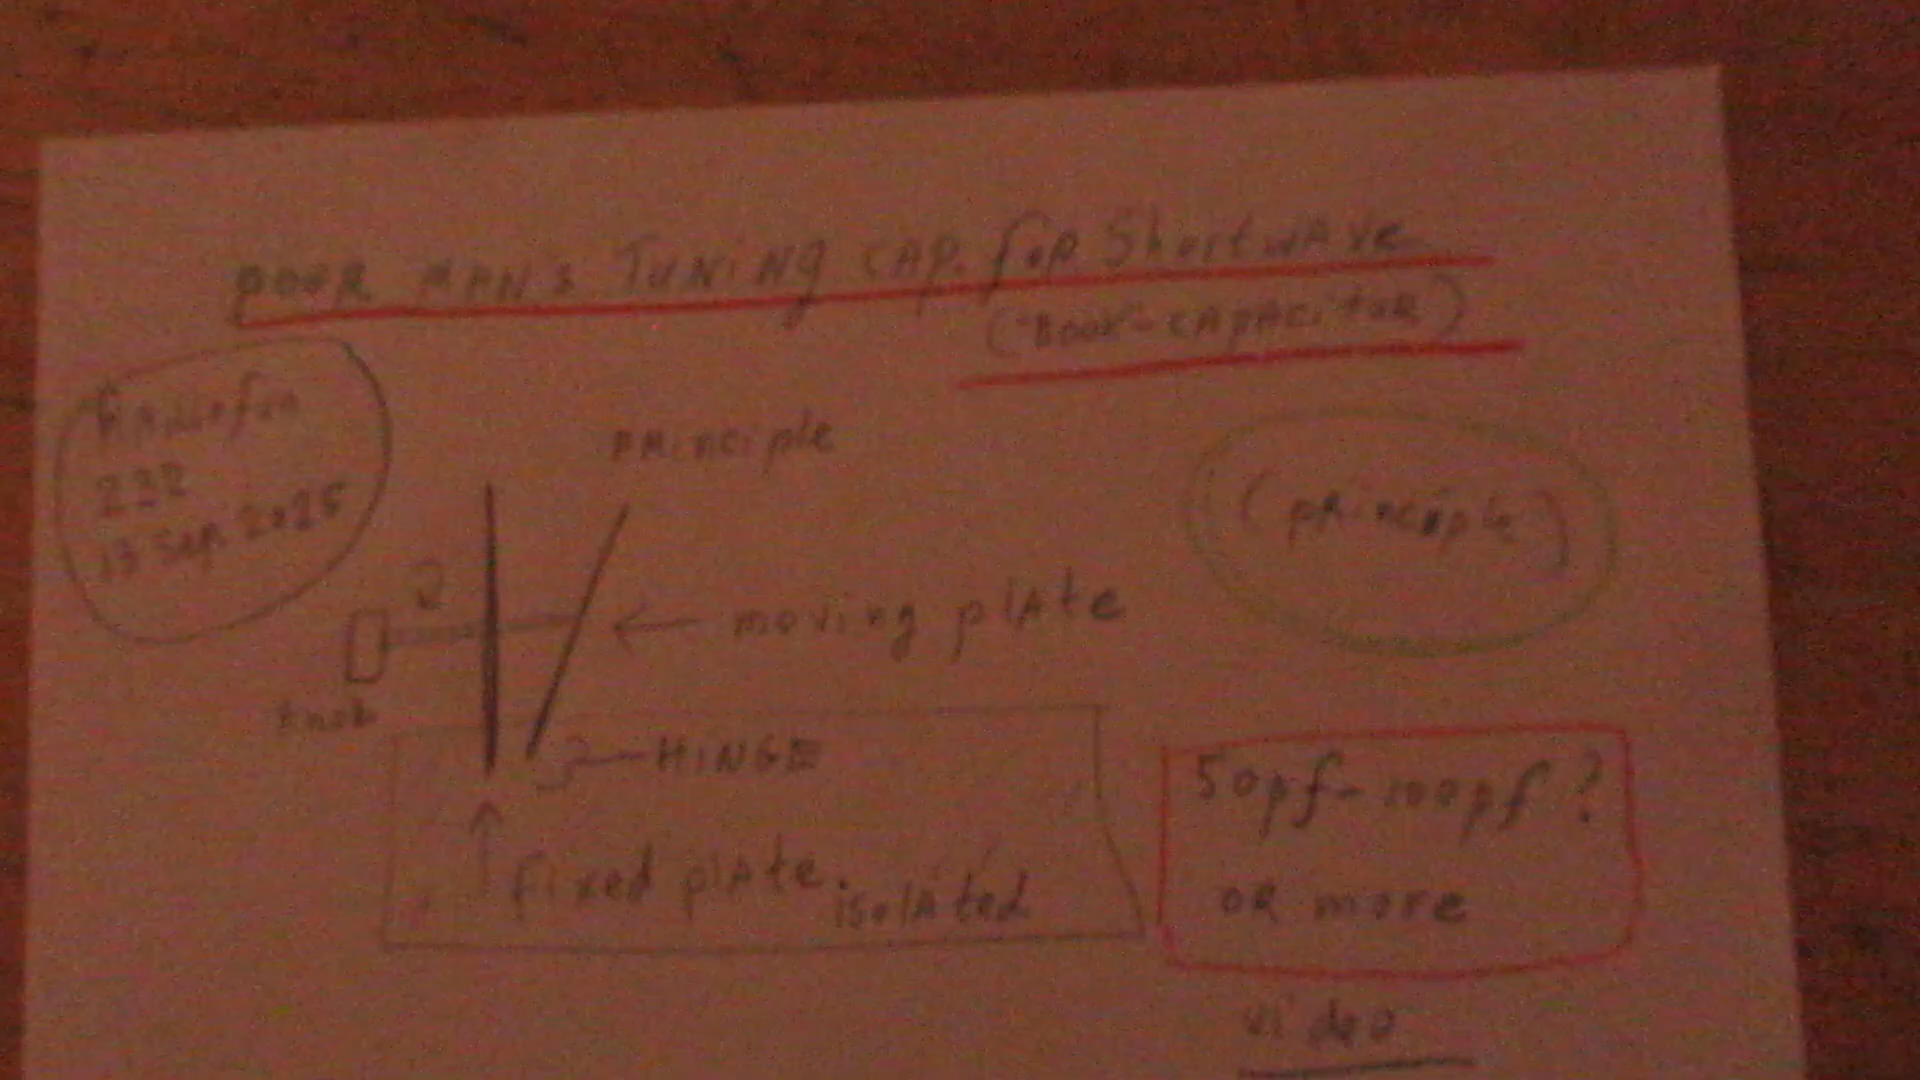 POOR MAN'S TUNING CAP. foR Shortwave
("Book-CAPACitOR)
RADiofun
232
13 Sep. 2025
PRinciple
(PRinciple)
moving plAte
knob
HINGE
fixed plAte. isolAted
50pf-100pf?
OR more
video